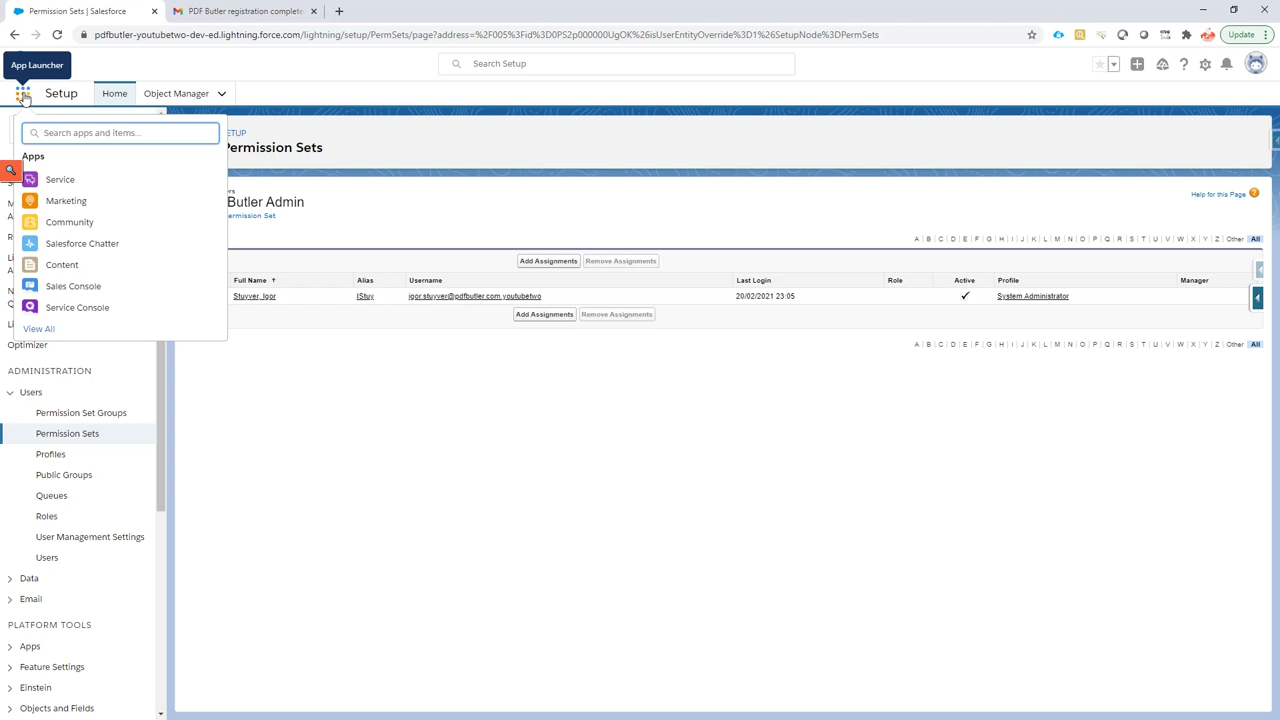 Permission Sets | Salesforce
PDF Butler registration complete
pdfbutler-youtubetwo-dev-ed.lightning.force.com/lightning/setup/PermSets/page?address=%2F005%3Fid%3D0PS2p000000UgOK%26isUserEntityOverride%3D1%26SetupNode%3DPermSets
Update
App Launcher
Search Setup
Setup
Home
Object Manager
Search apps and items...
Apps
Service
Marketing
Community
Salesforce Chatter
Content
Sales Console
Service Console
View All
Optimizer
ADMINISTRATION
Users
Permission Set Groups
Permission Sets
Profiles
Public Groups
Queues
Roles
User Management Settings
Users
Data
Email
PLATFORM TOOLS
Apps
Feature Settings
Einstein
Objects and Fields
ETUP
Permission Sets
Butler Admin
ermission Set
Help for this Page
A | B | C | D | E | F | G | H | I | J | K | L | M | N | O | P | Q | R | S | T | U | V | W | X | Y | Z | Other | All
Add Assignments Remove Assignments
Full Name Alias Username Last Login Role Active Profile Manager
Stuyver, Igor IStuy igor.stuyver@pdfbutler.com.youtubetwo 20/02/2021 23:05 System Administrator
Add Assignments Remove Assignments
A | B | C | D | E | F | G | H | I | J | K | L | M | N | O | P | Q | R | S | T | U | V | W | X | Y | Z | Other | All